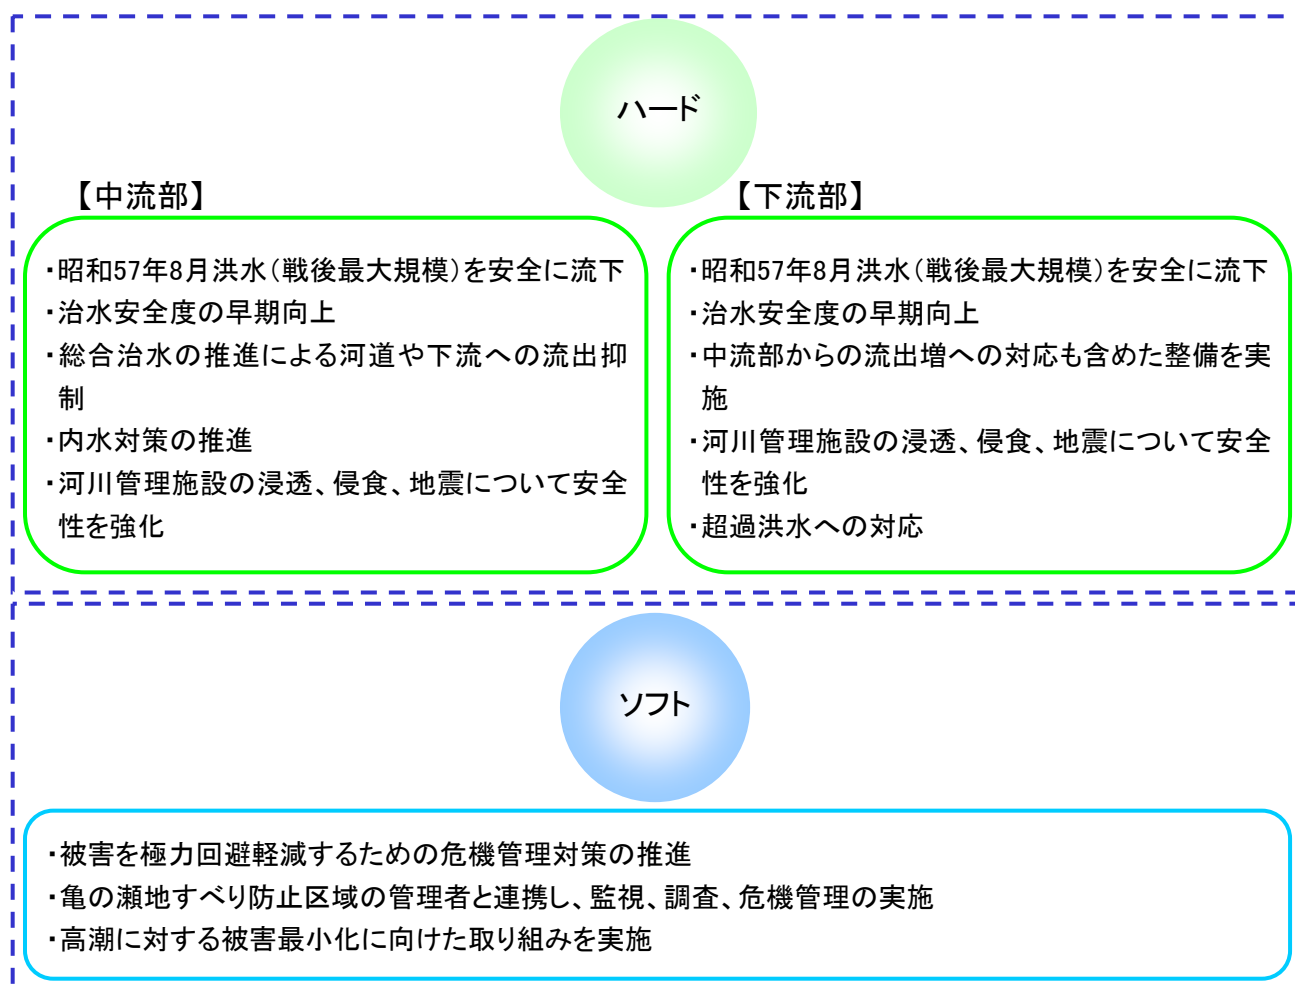 ハード
【中流部】
・昭和57年8月洪水（戦後最大規模）を安全に流下
・治水安全度の早期向上
・総合治水の推進による河道や下流への流出抑
制
・内水対策の推進
・河川管理施設の浸透、侵食、地震について安全
性を強化
【下流部】
・昭和57年8月洪水（戦後最大規模）を安全に流下
・治水安全度の早期向上
・中流部からの流出増への対応も含めた整備を実
施
・河川管理施設の浸透、侵食、地震について安全
性を強化
・超過洪水への対応
ソフト
・被害を極力回避軽減するための危機管理対策の推進
・亀の瀬地すべり防止区域の管理者と連携し、監視、調査、危機管理の実施
・高潮に対する被害最小化に向けた取り組みを実施